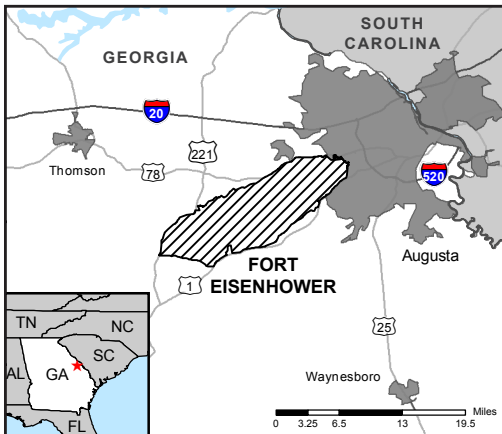 SOUTH
CAROLINA
GEORGIA
20
221
Thomson
78
520
FORT
EISENHOWER
Augusta
1
25
Waynesboro
TN
NC
SC
AL
GA
FL
Miles
0 3.25 6.5 13 19.5